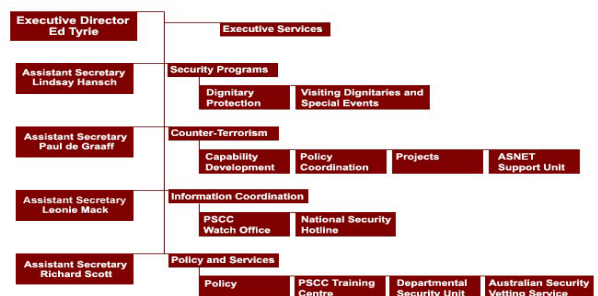 Executive Director
Ed Tyrie
Executive Services
Assistant Secretary
Lindsay Hansch
Security Programs
Dignitary
Protection
Visiting Dignitaries and
Special Events
Assistant Secretary
Paul de Graaff
Counter-Terrorism
Capability
Development
Policy
Coordination
Projects
ASNET
Support Unit
Assistant Secretary
Leonie Mack
Information Coordination
PSCC
Watch Office
National Security
Hotline
Assistant Secretary
Richard Scott
Policy and Services
Policy
PSCC Training
Centre
Departmental
Security Unit
Australian Security
Vetting Service